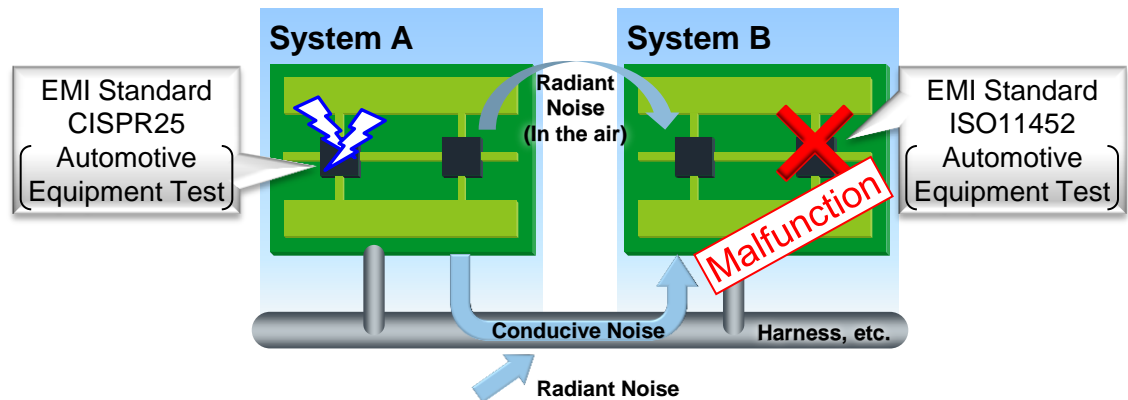 System A
System B
EMI Standard
CISPR25
Automotive
Equipment Test
Radiant
Noise
(In the air)
EMI Standard
ISO11452
Automotive
Equipment Test
Malfunction
Conducive Noise
Harness, etc.
Radiant Noise